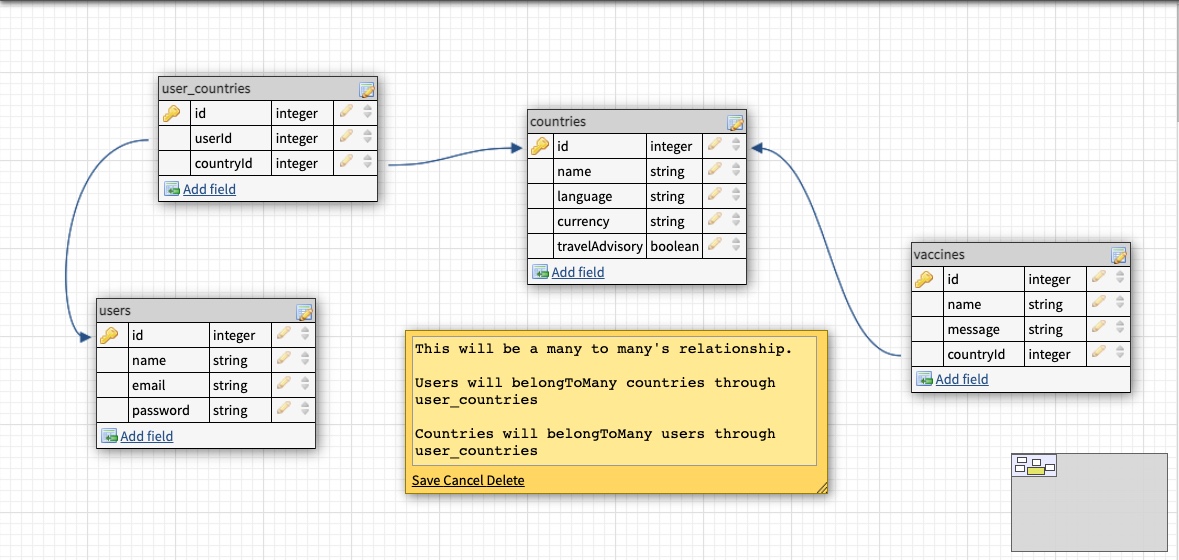 user_countries
id integer
userId integer
countryId integer
Add field
countries
id integer
name string
language string
currency string
travelAdvisory boolean
Add field
vaccines
id integer
name string
message string
countryId integer
Add field
users
id integer
name string
email string
password string
Add field
This will be a many to many's relationship.
Users will belongToMany countries through
user_countries
Countries will belongToMany users through
user_countries
Save Cancel Delete